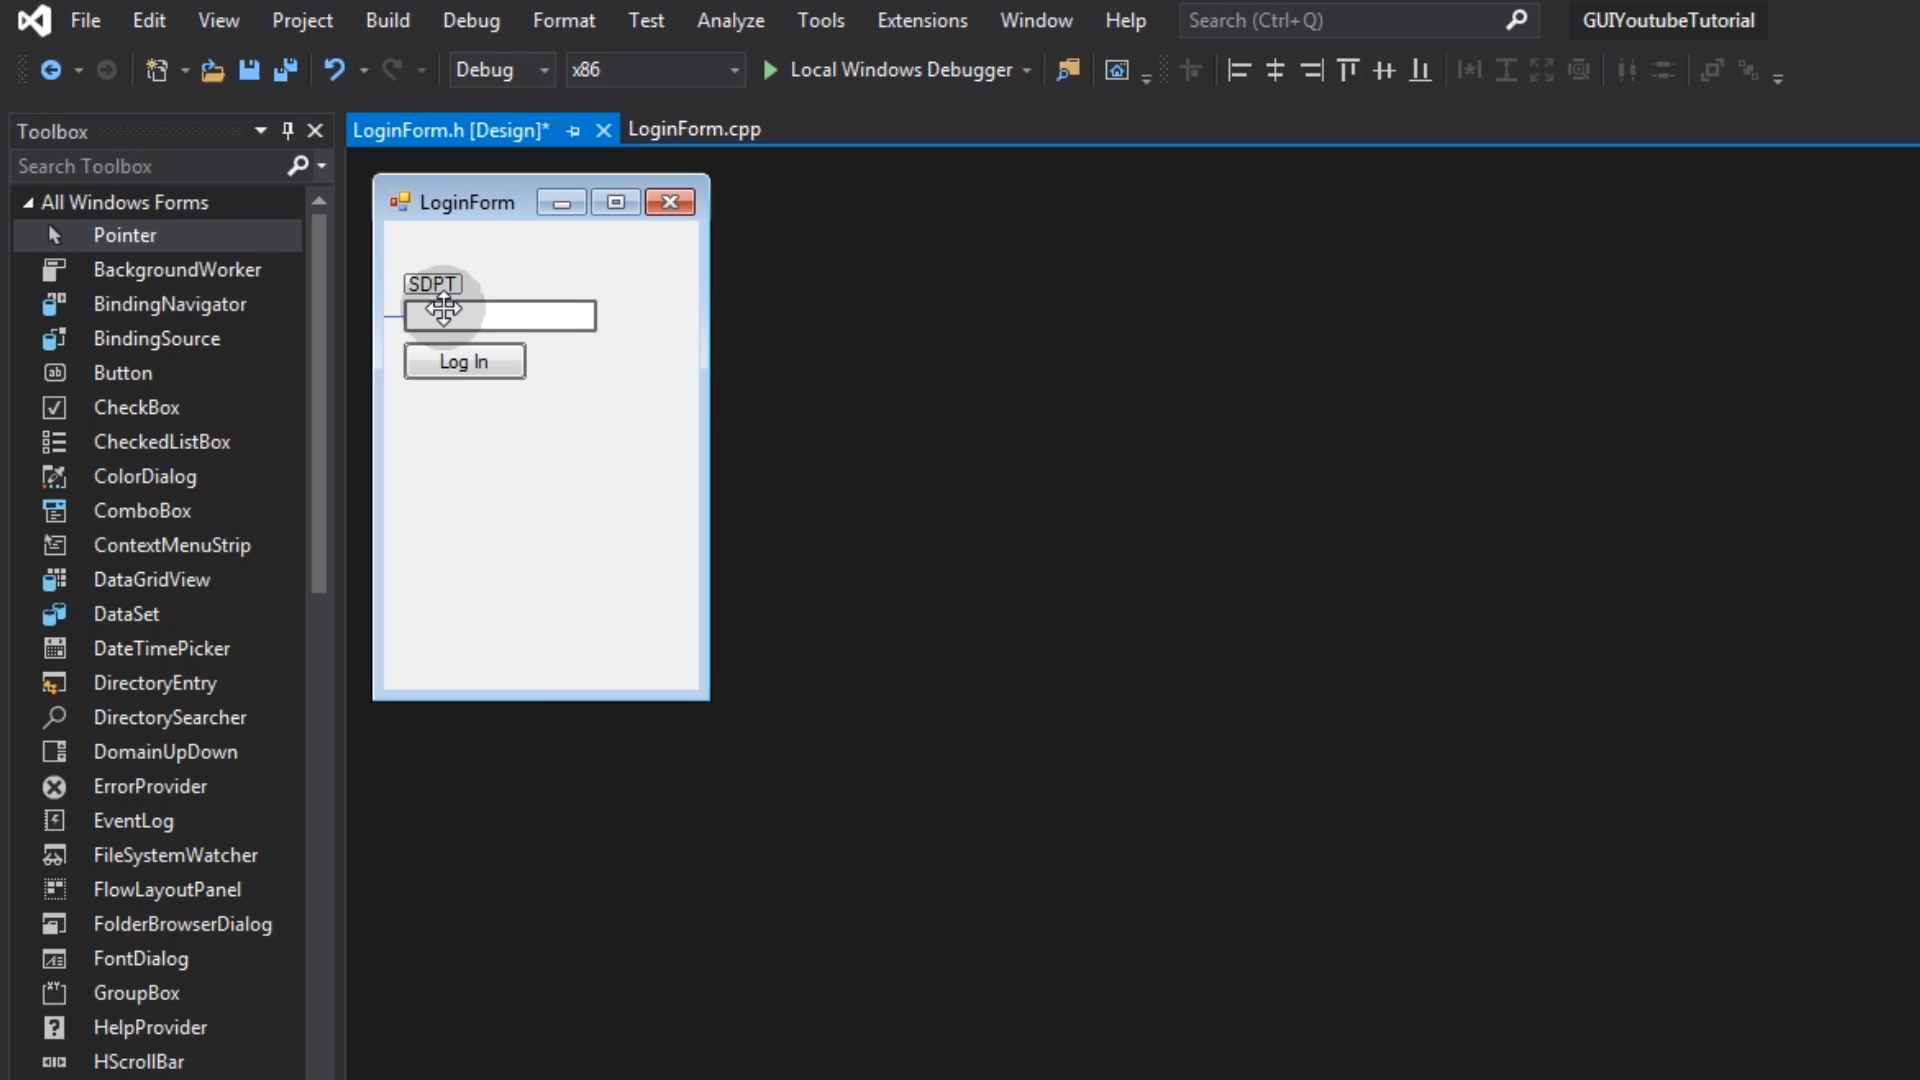 File Edit View Project Build Debug Format Test Analyze Tools Extensions Window Help Search (Ctrl+Q) GUIYoutubeTutorial
Debug x86 Local Windows Debugger
Toolbox
LoginForm.h [Design]* LoginForm.cpp
Search Toolbox
All Windows Forms
Pointer
BackgroundWorker
BindingNavigator
BindingSource
Button
CheckBox
CheckedListBox
ColorDialog
ComboBox
ContextMenuStrip
DataGridView
DataSet
DateTimePicker
DirectoryEntry
DirectorySearcher
DomainUpDown
ErrorProvider
EventLog
FileSystemWatcher
FlowLayoutPanel
FolderBrowserDialog
FontDialog
GroupBox
HelpProvider
HScrollBar
LoginForm
SDPT
Log In